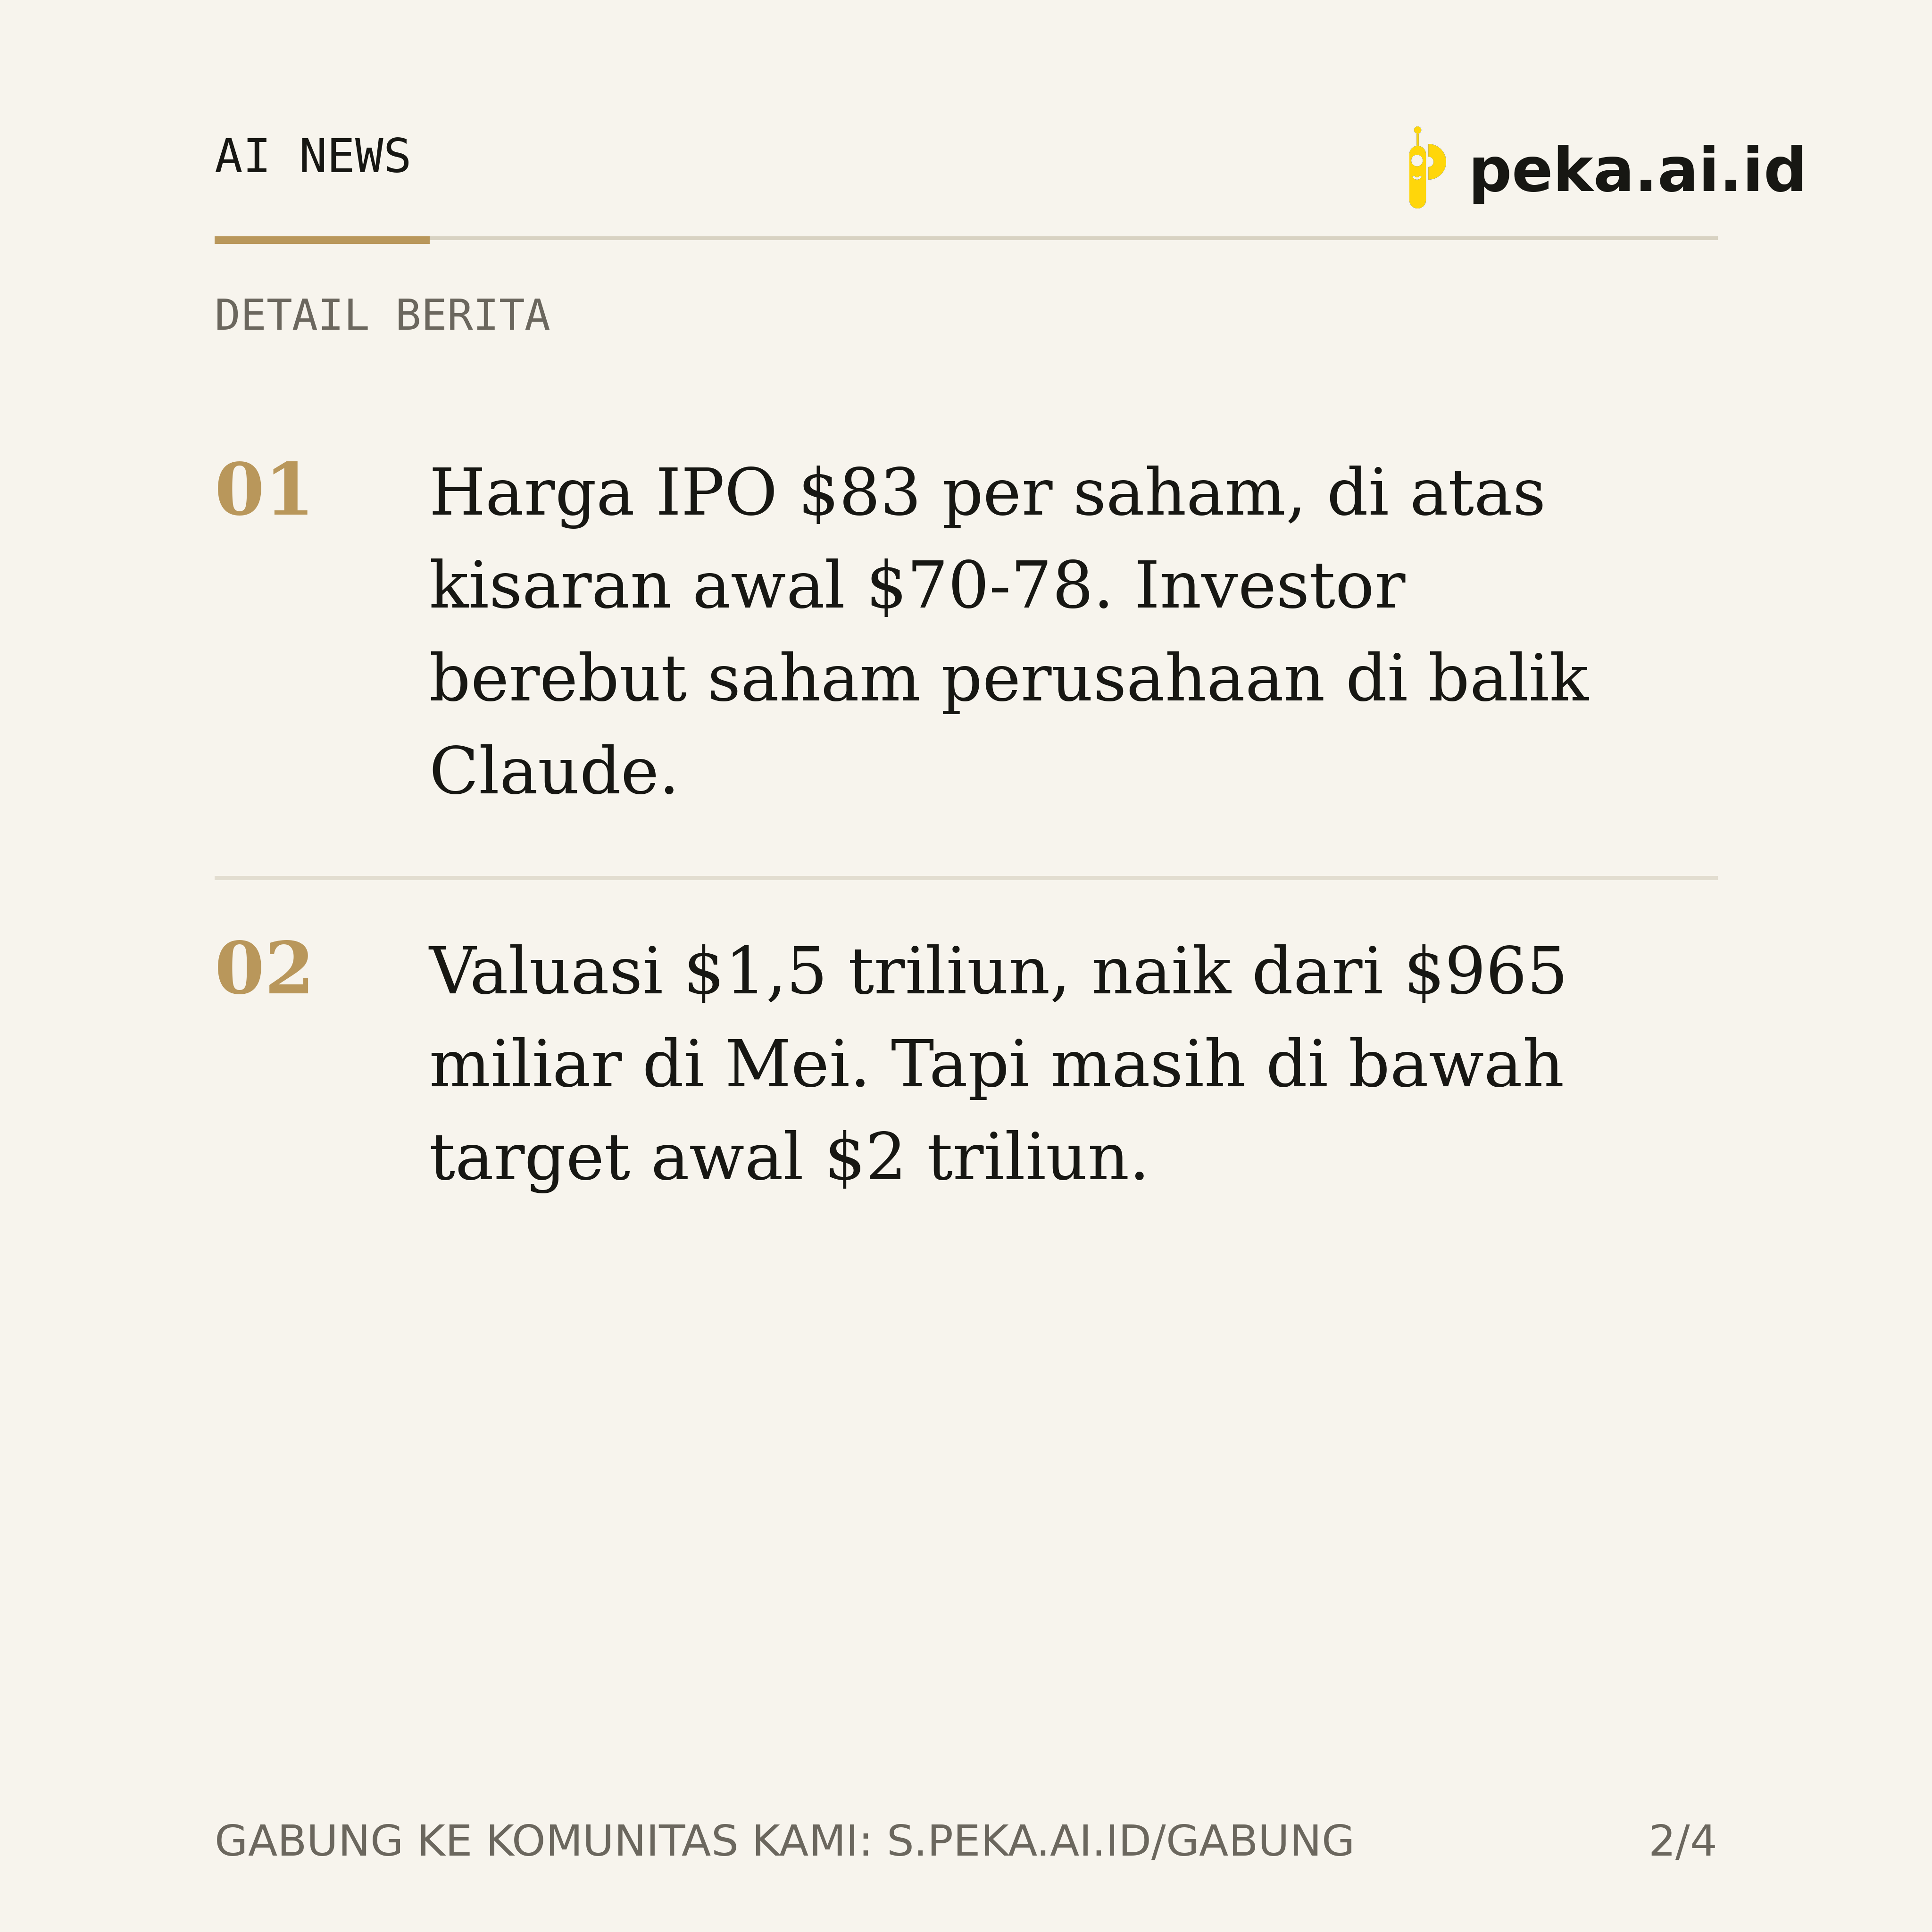 AI NEWS
peka.ai.id
DETAIL BERITA
01
Harga IPO $83 per saham, di atas
kisaran awal $70-78. Investor
berebut saham perusahaan di balik
Claude.
02
Valuasi $1,5 triliun, naik dari $965
miliar di Mei. Tapi masih di bawah
target awal $2 triliun.
GABUNG KE KOMUNITAS KAMI: S.PEKA.AI.ID/GABUNG
2/4